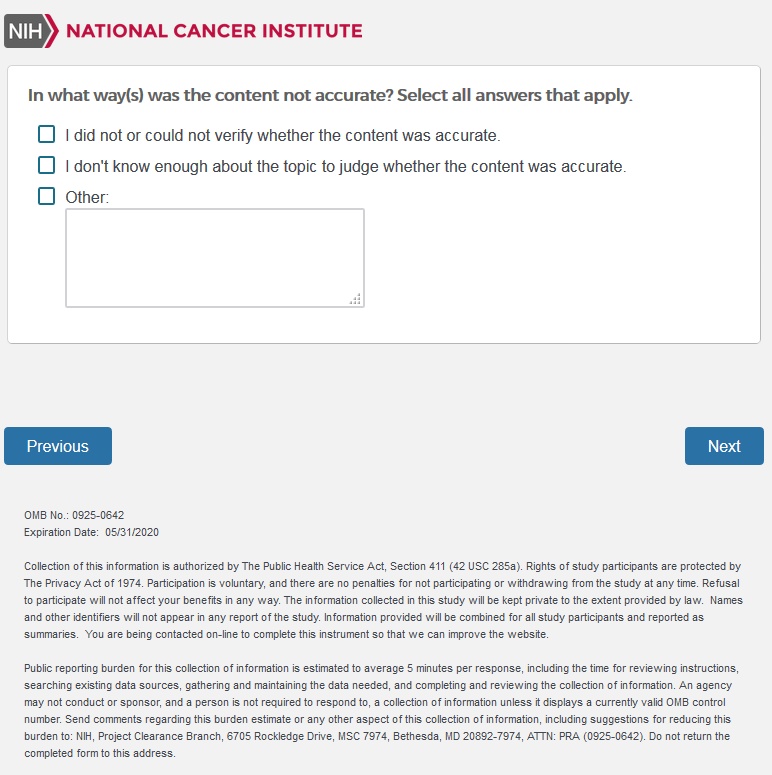 NIH NATIONAL CANCER INSTITUTE
In what way(s) was the content not accurate? Select all answers that apply.
I did not or could not verify whether the content was accurate.
I don't know enough about the topic to judge whether the content was accurate.
Other:
Previous
Next
OMB No.: 0925-0642
Expiration Date: 05/31/2020
Collection of this information is authorized by The Public Health Service Act, Section 411 (42 USC 285a). Rights of study participants are protected by
The Privacy Act of 1974. Participation is voluntary, and there are no penalties for not participating or withdrawing from the study at any time. Refusal
to participate will not affect your benefits in any way. The information collected in this study will be kept private to the extent provided by law. Names
and other identifiers will not appear in any report of the study. Information provided will be combined for all study participants and reported as
summaries. You are being contacted on-line to complete this instrument so that we can improve the website.
Public reporting burden for this collection of information is estimated to average 5 minutes per response, including the time for reviewing instructions,
searching existing data sources, gathering and maintaining the data needed, and completing and reviewing the collection of information. An agency
may not conduct or sponsor, and a person is not required to respond to, a collection of information unless it displays a currently valid OMB control
number. Send comments regarding this burden estimate or any other aspect of this collection of information, including suggestions for reducing this
burden to: NIH, Project Clearance Branch, 6705 Rockledge Drive, MSC 7974, Bethesda, MD 20892-7974, ATTN: PRA (0925-0642). Do not return the
completed form to this address.